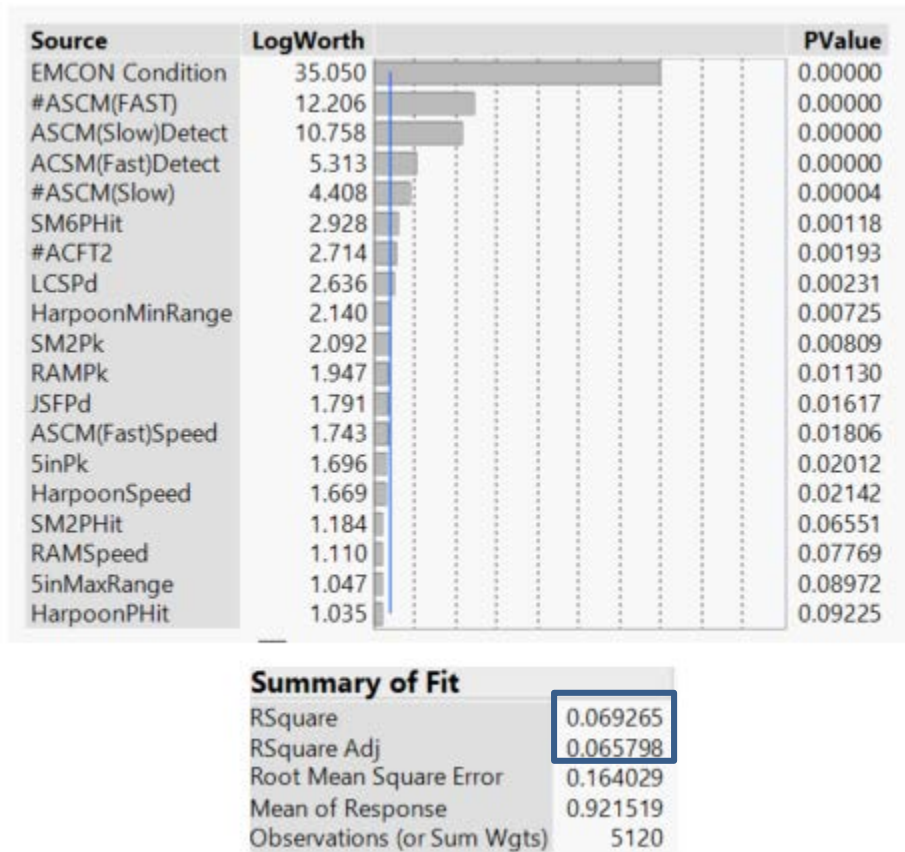 Source LogWorth PValue
EMCON Condition 35.050 0.00000
#ASCM(FAST) 12.206 0.00000
ASCM(Slow)Detect 10.758 0.00000
ACSM(Fast)Detect 5.313 0.00000
#ASCM(Slow) 4.408 0.00004
SM6PHit 2.928 0.00118
#ACFT2 2.714 0.00193
LCSPd 2.636 0.00231
HarpoonMinRange 2.140 0.00725
SM2Pk 2.092 0.00809
RAMPk 1.947 0.01130
JSFPd 1.791 0.01617
ASCM(Fast)Speed 1.743 0.01806
5inPk 1.696 0.02012
HarpoonSpeed 1.669 0.02142
SM2PHit 1.184 0.06551
RAMSpeed 1.110 0.07769
5inMaxRange 1.047 0.08972
HarpoonPHit 1.035 0.09225
Summary of Fit
RSquare 0.069265
RSquare Adj 0.065798
Root Mean Square Error 0.164029
Mean of Response 0.921519
Observations (or Sum Wgts) 5120